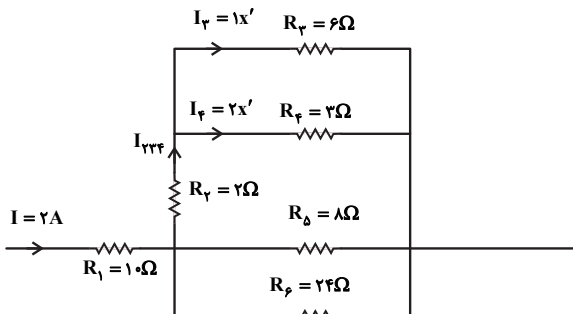 I₃ = ۱x′
R₃ = ۶Ω
I₄ = ۲x′
R₄ = ۳Ω
I₂₃₄
R₂ = ۲Ω
I = ۲A
R₅ = ۸Ω
R₁ = ۱۰Ω
R₆ = ۲۴Ω